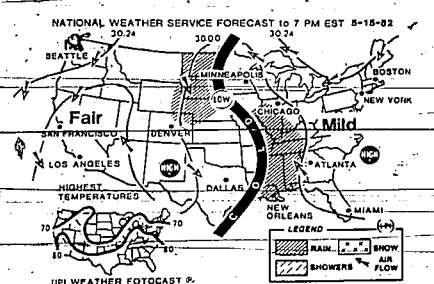 NATIONAL WEATHER SERVICE FORECAST to 7 PM EST 5-15-82
30.24
30.00
30.24
SEATTLE
MINNEAPOLIS
BOSTON
LOW
NEW YORK
CHICAGO
Fair
Mild
SAN FRANCISCO
DENVER
COLD
LOS ANGELES
HIGH
ATLANTA
HIGH
HIGHEST
TEMPERATURES
DALLAS
NEW
ORLEANS
MIAMI
70
70
80
80
LEGEND
RAIN
SNOW
SHOWERS
AIR
FLOW
UPI WEATHER FOTOCAST ®